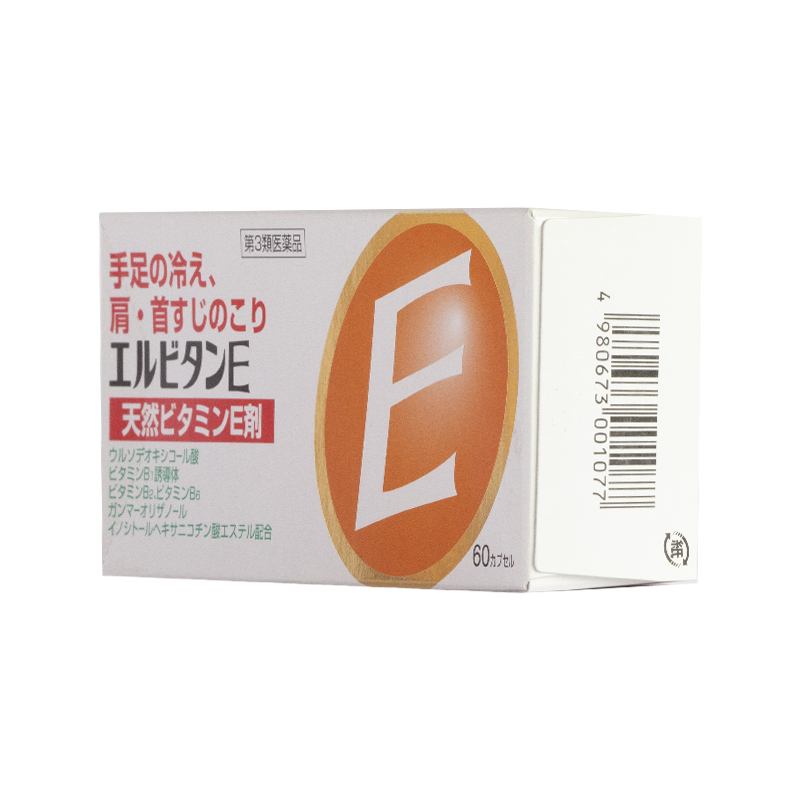 第3類医薬品
手足の冷え、
肩・首すじのこり
エルビタンE
天然ビタミンE剤
ウルソデオキシコール酸
ビタミンB1誘導体
ビタミンB2、ビタミンB6
ガンマーオリザノール
イノシトールヘキサニコチン酸エステル配合
E
60カプセル
4 980673 001077
紙